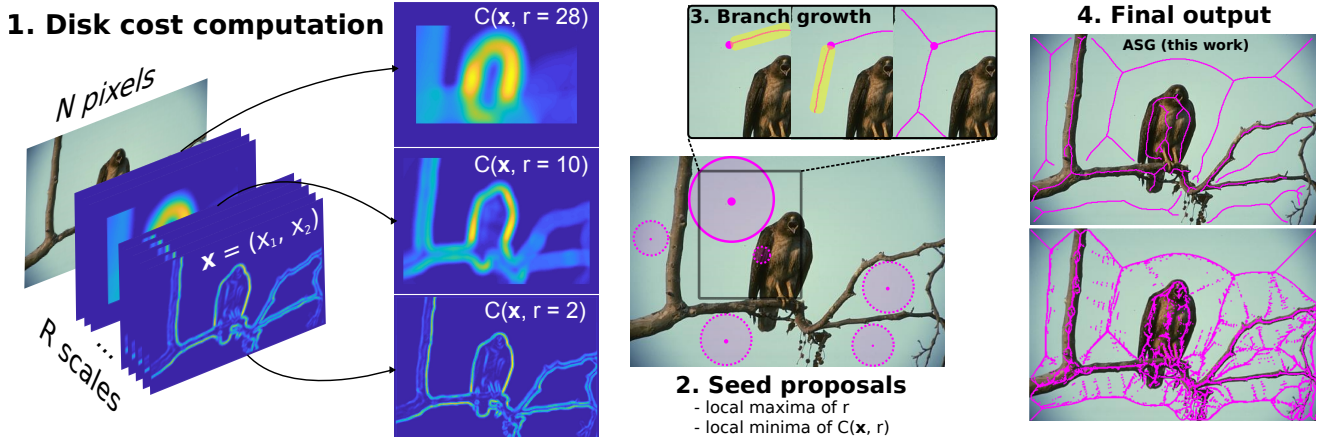 1. Disk cost computation
N pixels
R scales
...
x = (x₁, x₂)
C(x, r = 28)
C(x, r = 10)
C(x, r = 2)
3. Branch growth
2. Seed proposals
- local maxima of r
- local minima of C(x, r)
4. Final output
ASG (this work)